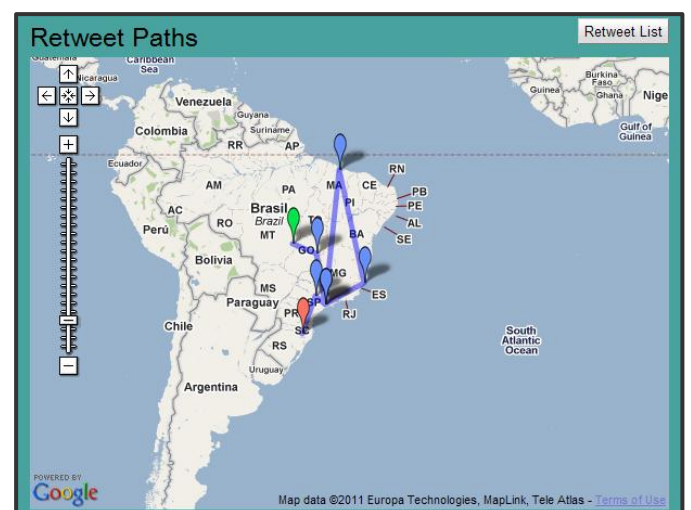 Retweet Paths
Retweet List
Guatemala
Caribbean
Sea
Nicaragua
Burkina
Faso
Guinea
Ghana
Nige
Gulf of
Guinea
Venezuela
Guyana
Suriname
Colombia
RR
AP
Ecuador
RN
AM
PA
MA
CE
PB
PI
PE
AC
Brasil
Brazil
AL
RO
Perú
MT
BA
SE
GO
Bolivia
MG
MS
ES
Paraguay
SP
PR
RJ
Chile
SC
South
Atlantic
Ocean
RS
Uruguay
Argentina
POWERED BY
Google
Map data ©2011 Europa Technologies, MapLink, Tele Atlas - Terms of Use